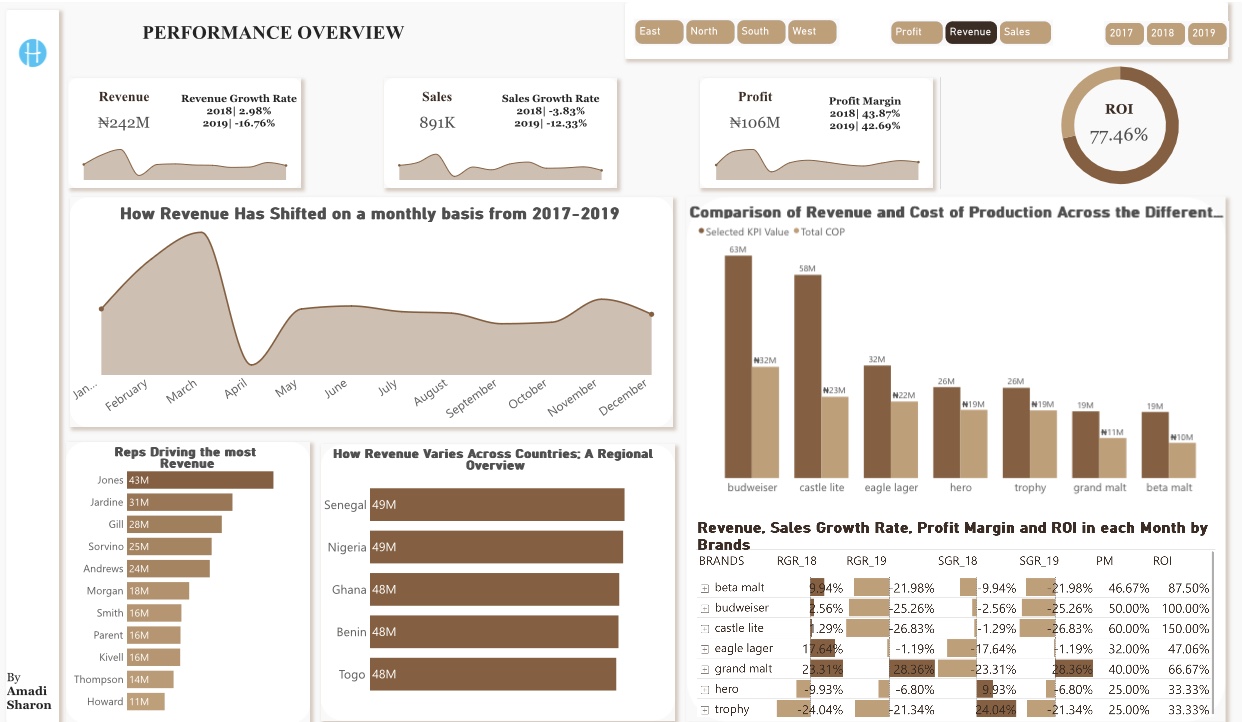 PERFORMANCE OVERVIEW
East North South West
Profit Revenue Sales
2017 2018 2019
Revenue
₦242M
Revenue Growth Rate
2018| 2.98%
2019| -16.76%
Sales
891K
Sales Growth Rate
2018| -3.83%
2019| -12.33%
Profit
₦106M
Profit Margin
2018| 43.87%
2019| 42.69%
ROI
77.46%
How Revenue Has Shifted on a monthly basis from 2017-2019
Jan... February March April May June July August September October November December
Comparison of Revenue and Cost of Production Across the Different...
Selected KPI Value Total COP
63M ₦32M
58M ₦23M
32M ₦22M
26M ₦19M
26M ₦19M
19M ₦11M
19M ₦10M
budweiser castle lite eagle lager hero trophy grand malt beta malt
Reps Driving the most
Revenue
Jones 43M
Jardine 31M
Gill 28M
Sorvino 25M
Andrews 24M
Morgan 18M
Smith 16M
Parent 16M
Kivell 16M
Thompson 14M
Howard 11M
How Revenue Varies Across Countries; A Regional
Overview
Senegal 49M
Nigeria 49M
Ghana 48M
Benin 48M
Togo 48M
Revenue, Sales Growth Rate, Profit Margin and ROI in each Month by
Brands
BRANDS RGR_18 RGR_19 SGR_18 SGR_19 PM ROI
beta malt 9.94% -21.98% -9.94% -21.98% 46.67% 87.50%
budweiser 2.56% -25.26% -2.56% -25.26% 50.00% 100.00%
castle lite 1.29% -26.83% -1.29% -26.83% 60.00% 150.00%
eagle lager 17.64% -1.19% -17.64% -1.19% 32.00% 47.06%
grand malt 23.31% 28.36% -23.31% 28.36% 40.00% 66.67%
hero -9.93% -6.80% 9.93% -6.80% 25.00% 33.33%
trophy -24.04% -21.34% 24.04% -21.34% 25.00% 33.33%
By
Amadi
Sharon